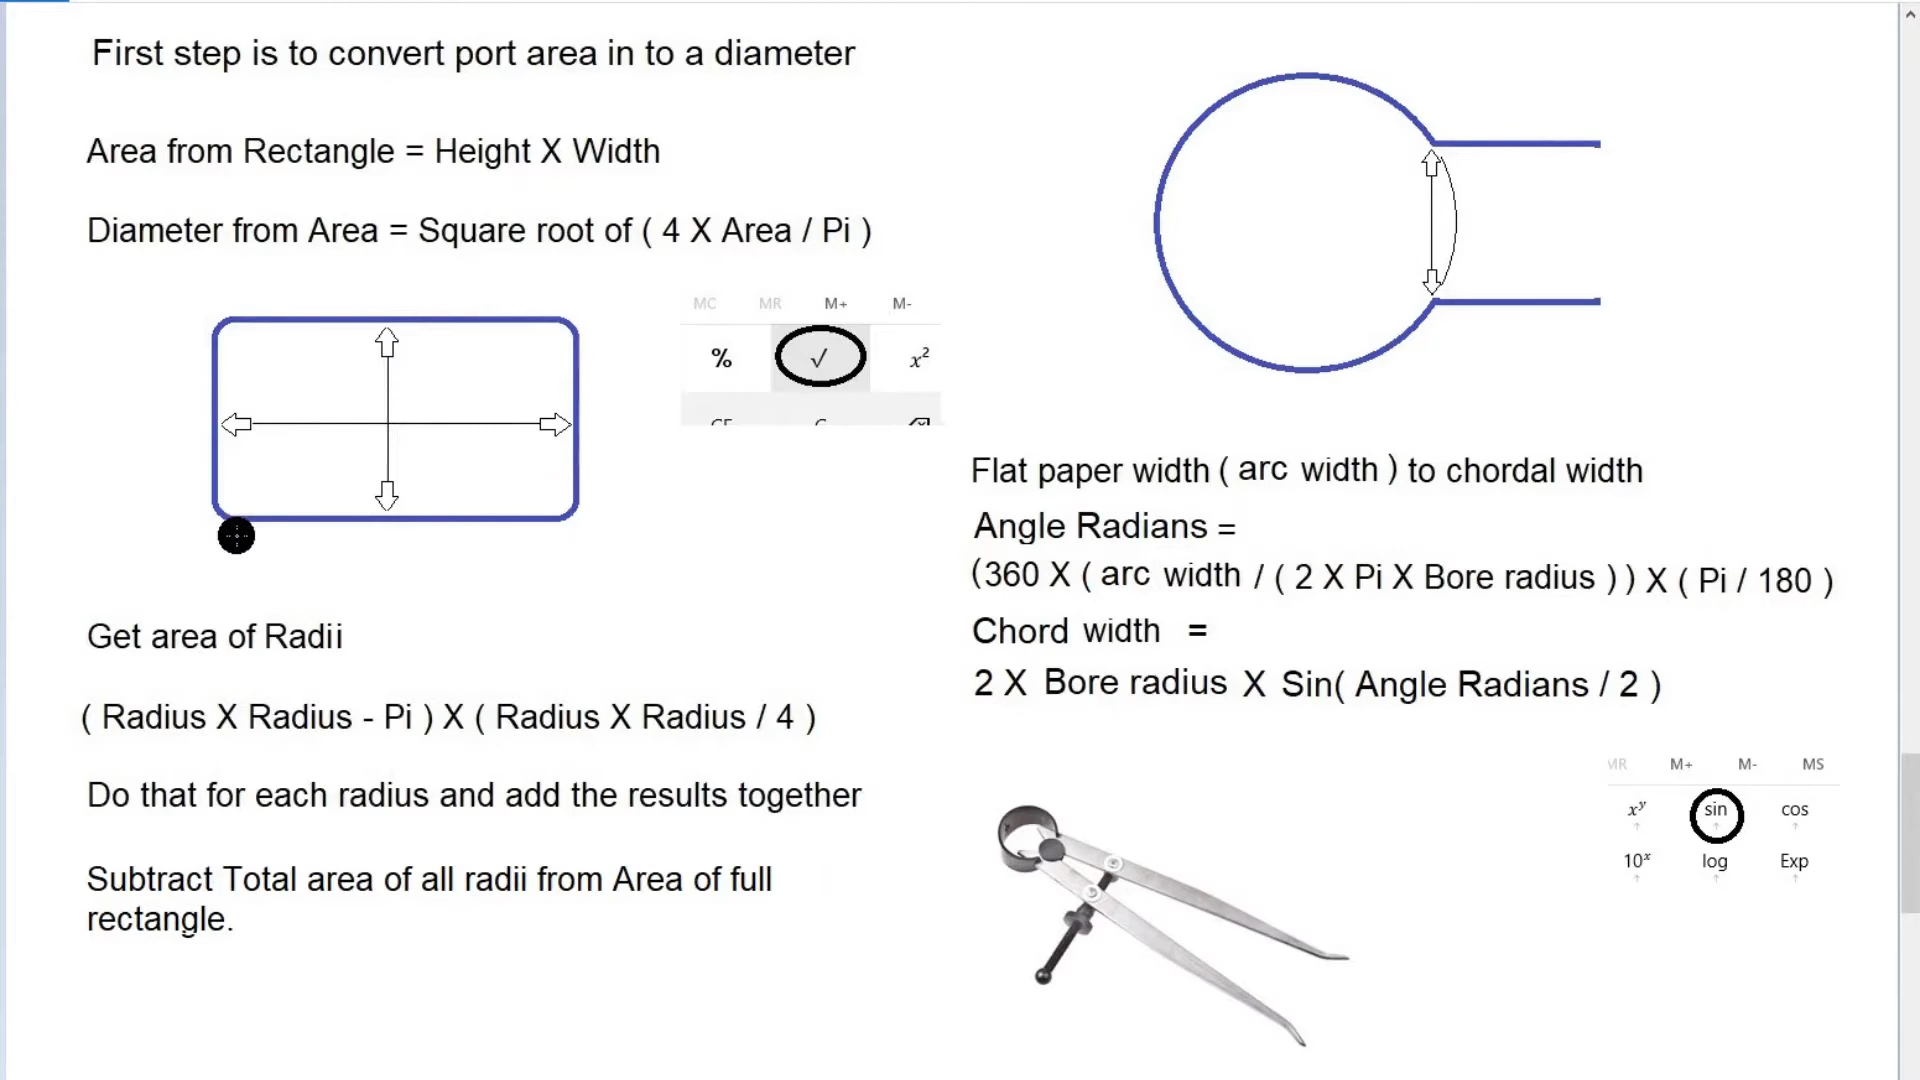 First step is to convert port area in to a diameter
Area from Rectangle = Height X Width
Diameter from Area = Square root of ( 4 X Area / Pi )
MC MR M+ M-
% √ x²
CE C
Get area of Radii
( Radius X Radius - Pi ) X ( Radius X Radius / 4 )
Do that for each radius and add the results together
Subtract Total area of all radii from Area of full
rectangle.
Flat paper width ( arc width ) to chordal width
Angle Radians =
(360 X ( arc width / ( 2 X Pi X Bore radius ) ) X ( Pi / 180 )
Chord width =
2 X Bore radius X Sin( Angle Radians / 2 )
MR M+ M- MS
xʸ sin cos
10ˣ log Exp